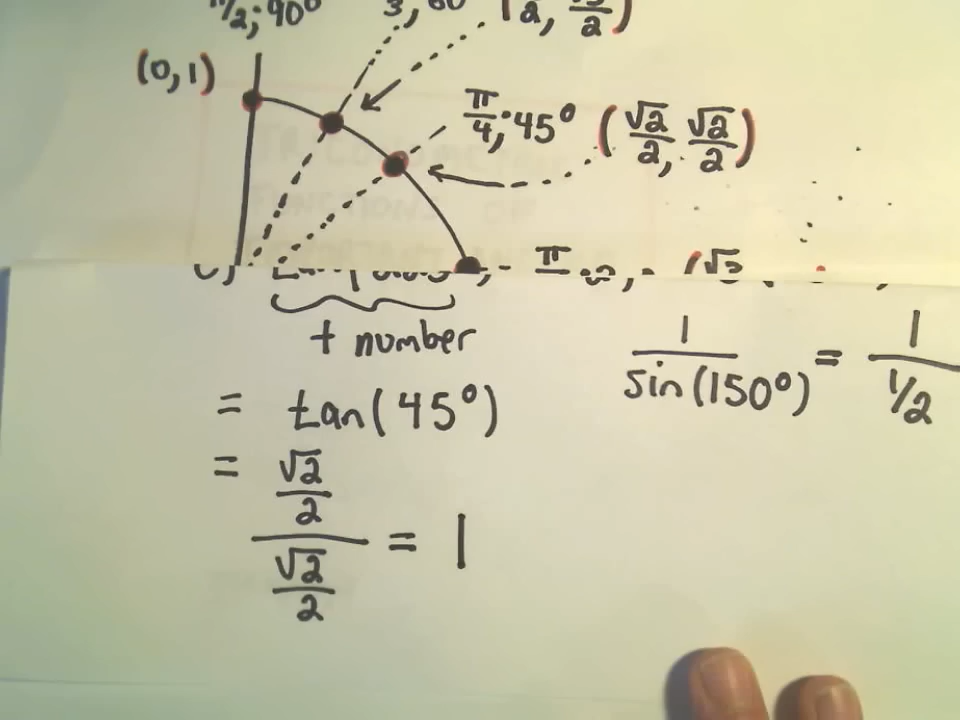 π/2; 90°
(0,1)
π/4; 45° (√2/2, √2/2)
+ number
= tan(45°)
= √2/2 / √2/2 = 1
1/sin(150°) = 1/1/2